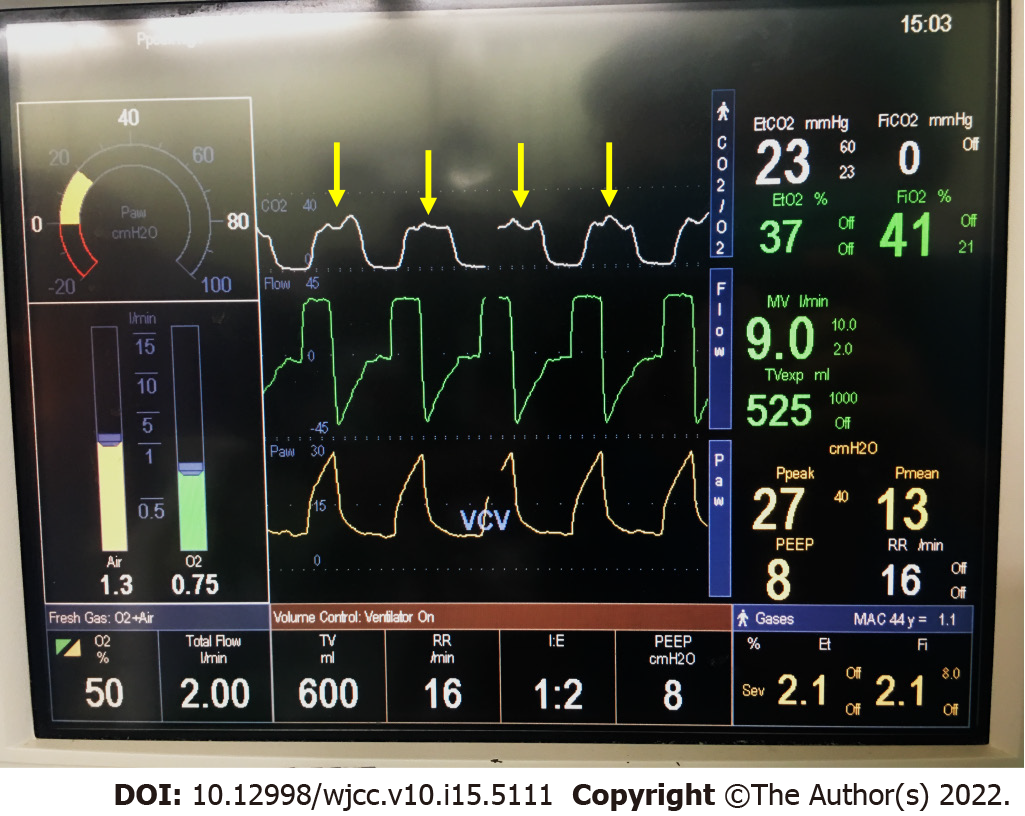 15:03
40
20
60
0
Paw
cmH2O
80
-20
100
l/min
15
10
5
1
0.5
Air
O2
1.3
0.75
CO2 40
0
Flow 45
0
-45
Paw 30
15
VCV
0
CO2/O2
Flow
Paw
EtCO2 mmHg
FiCO2 mmHg
23
60
23
0
Off
EtO2 %
FiO2 %
37
Off
Off
41
Off
21
MV l/min
9.0
10.0
2.0
TVexp ml
525
1000
Off
cmH2O
Ppeak
Pmean
27
40
13
PEEP
RR /min
8
16
Off
Off
Fresh Gas: O2+Air
Volume Control: Ventilator On
Gases MAC 44 y = 1.1
O2
%
50
Total Flow
l/min
2.00
TV
ml
600
RR
/min
16
I:E
1:2
PEEP
cmH2O
8
% Et Fi
Sev 2.1 Off Off 2.1 8.0 Off
DOI: 10.12998/wjcc.v10.i15.5111 Copyright ©The Author(s) 2022.